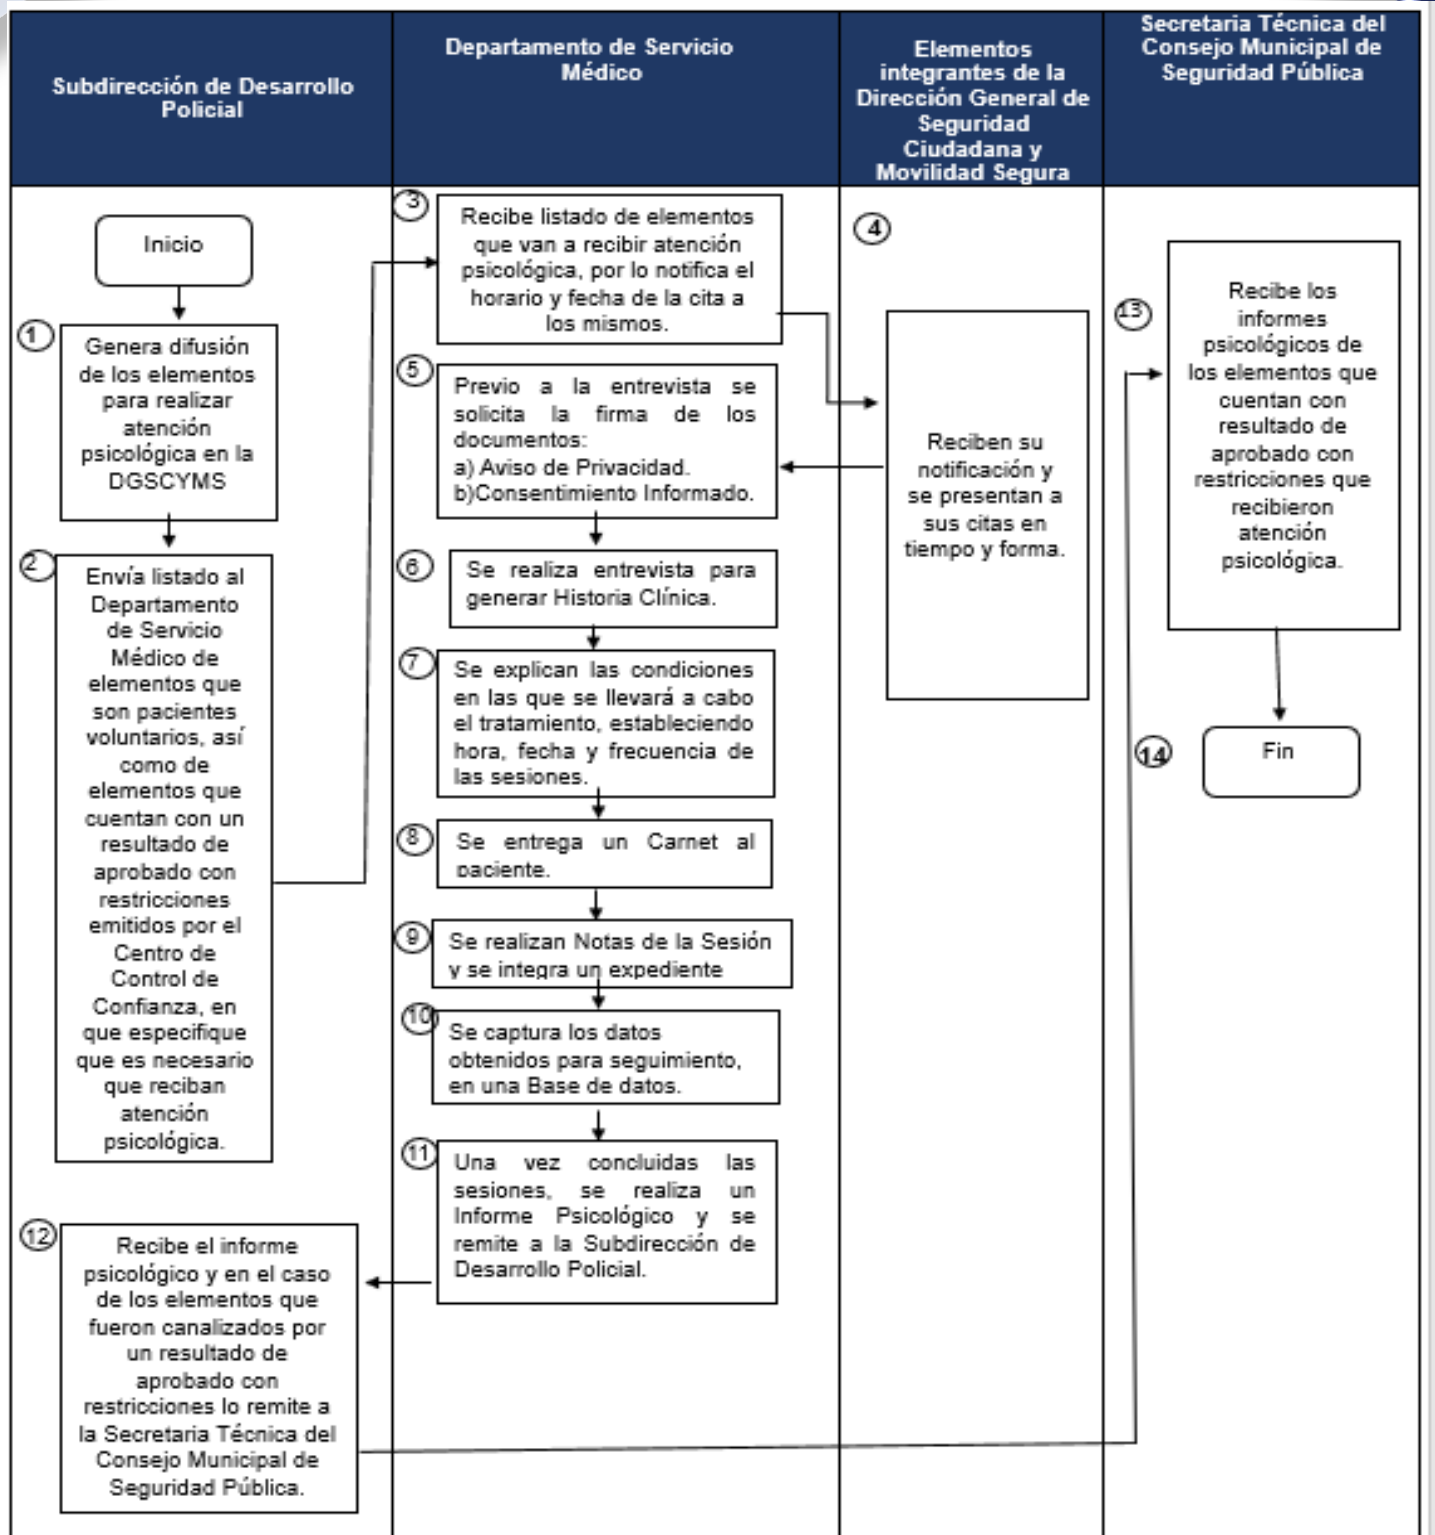 Subdirección de Desarrollo
Policial
Departamento de Servicio
Médico
Elementos
integrantes de la
Dirección General de
Seguridad
Ciudadana y
Movilidad Segura
Secretaria Técnica del
Consejo Municipal de
Seguridad Pública
Inicio
1
Genera difusión
de los elementos
para realizar
atención
psicológica en la
DGSCYMS
2
Envía listado al
Departamento
de Servicio
Médico de
elementos que
son pacientes
voluntarios, así
como de
elementos que
cuentan con un
resultado de
aprobado con
restricciones
emitidos por el
Centro de
Control de
Confianza, en
que especifique
que es necesario
que reciban
atención
psicológica.
3
Recibe listado de elementos
que van a recibir atención
psicológica, por lo notifica el
horario y fecha de la cita a
los mismos.
4
Reciben su
notificación y
se presentan a
sus citas en
tiempo y forma.
5
Previo a la entrevista se
solicita la firma de los
documentos:
a) Aviso de Privacidad.
b)Consentimiento Informado.
6
Se realiza entrevista para
generar Historia Clínica.
7
Se explican las condiciones
en las que se llevará a cabo
el tratamiento, estableciendo
hora, fecha y frecuencia de
las sesiones.
8
Se entrega un Carnet al
paciente.
9
Se realizan Notas de la Sesión
y se integra un expediente
10
Se captura los datos
obtenidos para seguimiento,
en una Base de datos.
11
Una vez concluidas las
sesiones, se realiza un
Informe Psicológico y se
remite a la Subdirección de
Desarrollo Policial.
12
Recibe el informe
psicológico y en el caso
de los elementos que
fueron canalizados por
un resultado de
aprobado con
restricciones lo remite a
la Secretaria Técnica del
Consejo Municipal de
Seguridad Pública.
13
Recibe los
informes
psicológicos de
los elementos que
cuentan con
resultado de
aprobado con
restricciones que
recibieron
atención
psicológica.
14
Fin